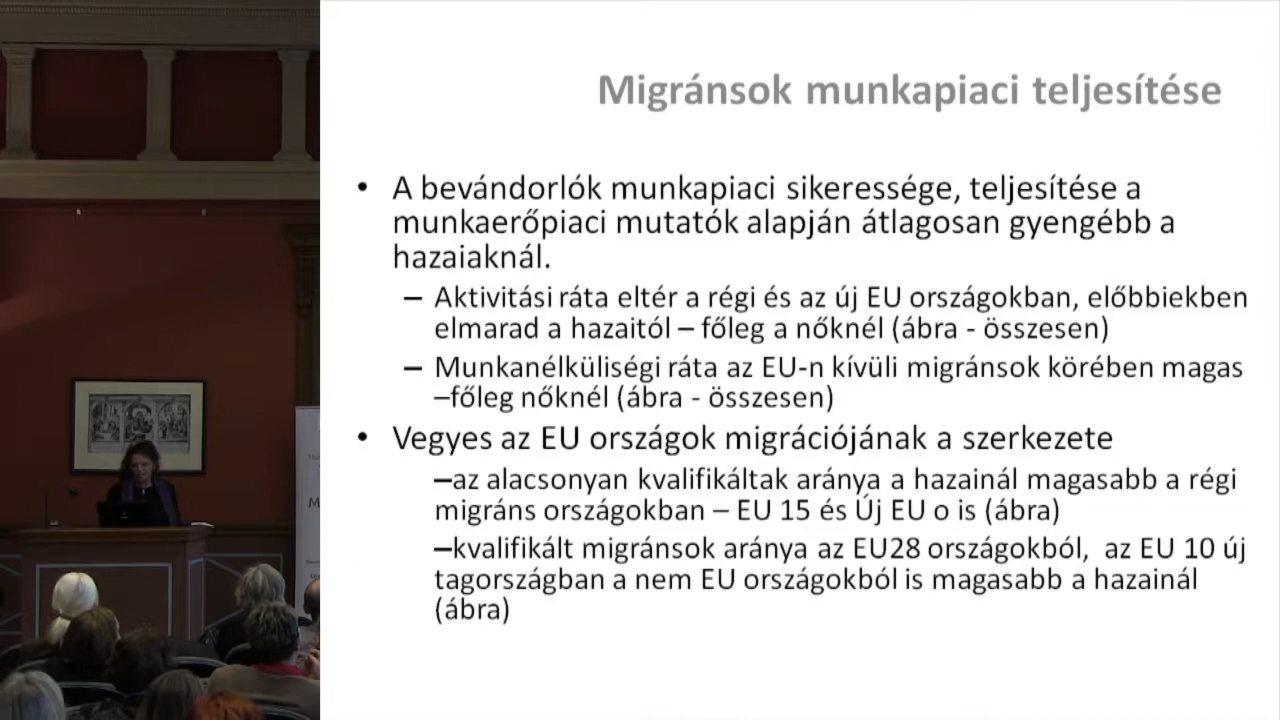 Migránsok munkapiaci teljesítése
• A bevándorlók munkapiaci sikeressége, teljesítése a
munkaerőpiaci mutatók alapján átlagosan gyengébb a
hazaiaknál.
– Aktivitási ráta eltér a régi és az új EU országokban, előbbiekben
elmarad a hazaitól – főleg a nőknél (ábra - összesen)
– Munkanélküliségi ráta az EU-n kívüli migránsok körében magas
–főleg nőknél (ábra - összesen)
• Vegyes az EU országok migrációjának a szerkezete
–az alacsonyan kvalifikáltak aránya a hazainál magasabb a régi
migráns országokban – EU 15 és Új EU o is (ábra)
–kvalifikált migránsok aránya az EU28 országokból, az EU 10 új
tagországban a nem EU országokból is magasabb a hazainál
(ábra)